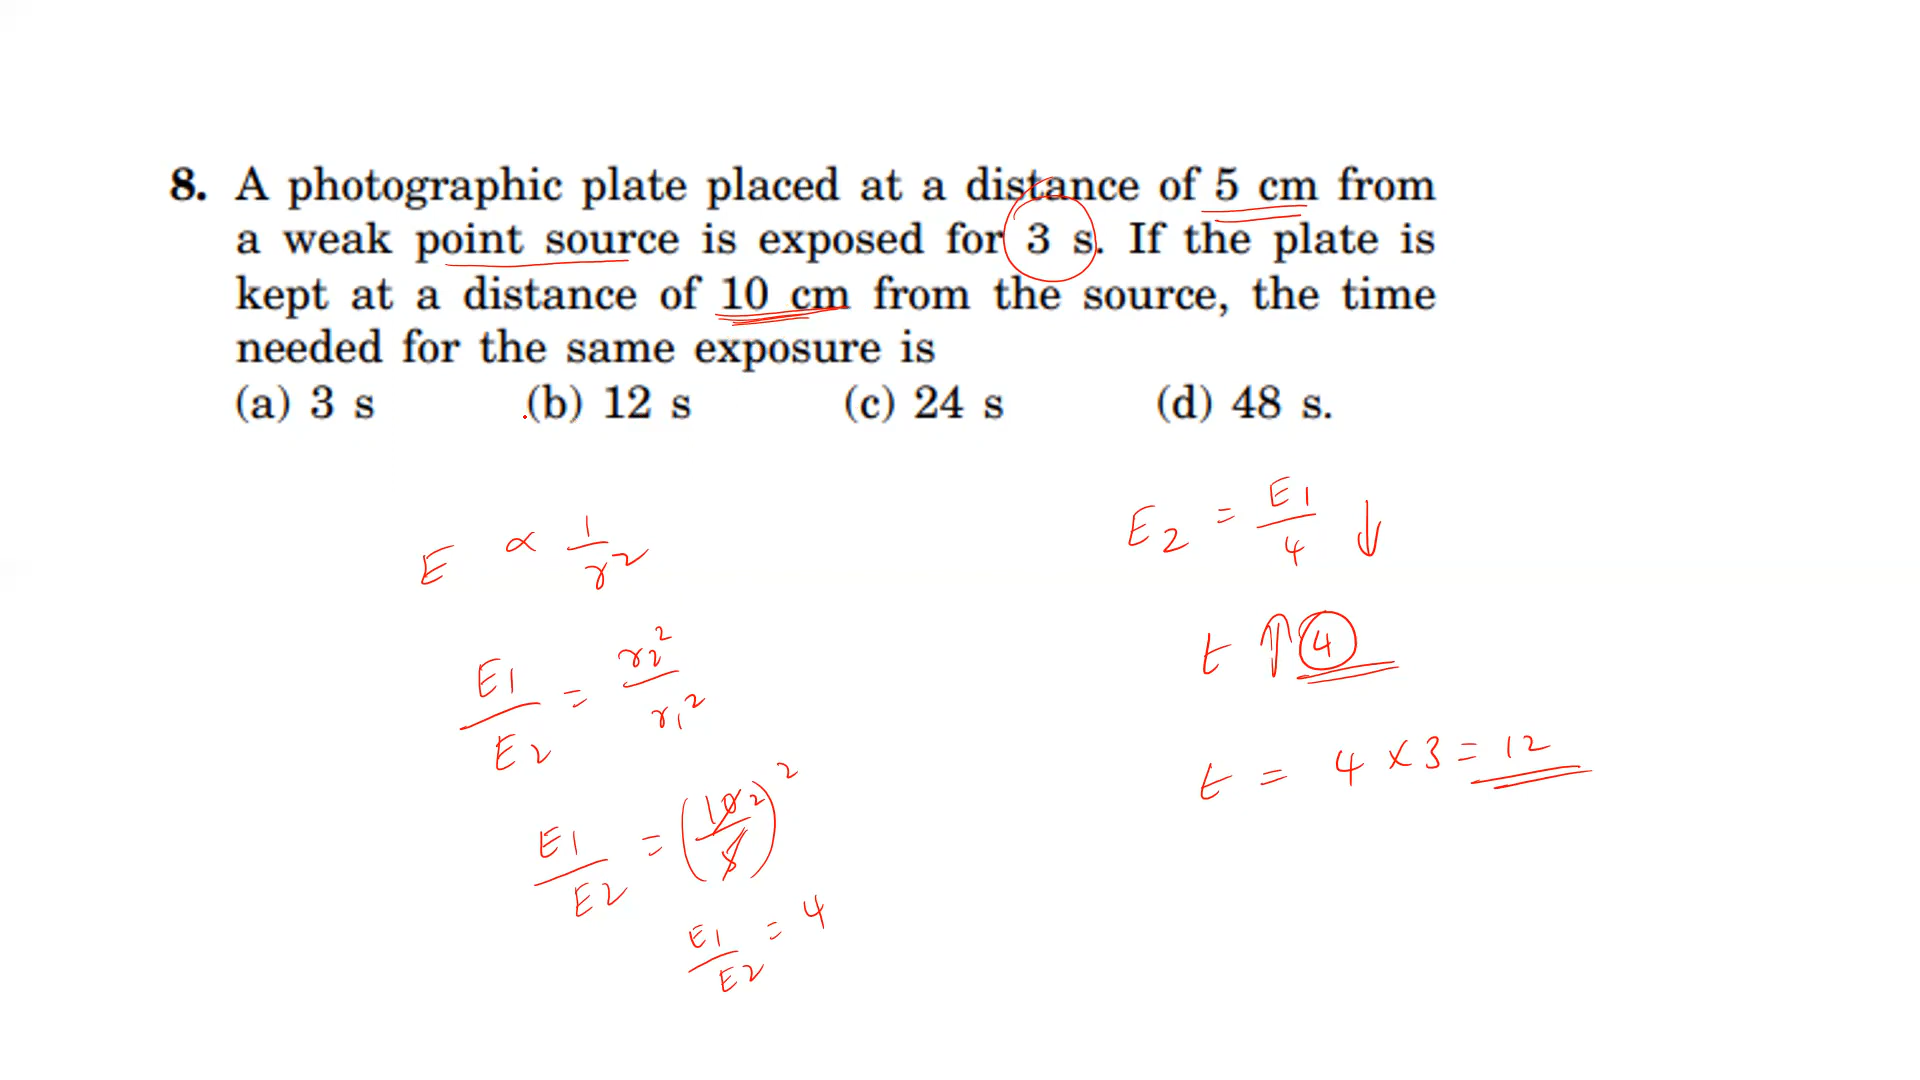 8. A photographic plate placed at a distance of 5 cm from
a weak point source is exposed for 3 s. If the plate is
kept at a distance of 10 cm from the source, the time
needed for the same exposure is
(a) 3 s (b) 12 s (c) 24 s (d) 48 s.
E ∝ 1/r²
E1/E2 = r2²/r1²
E1/E2 = (10/5)² 2
E1/E2 = 4
E2 = E1/4 ↓
t ↑ 4
t = 4 × 3 = 12